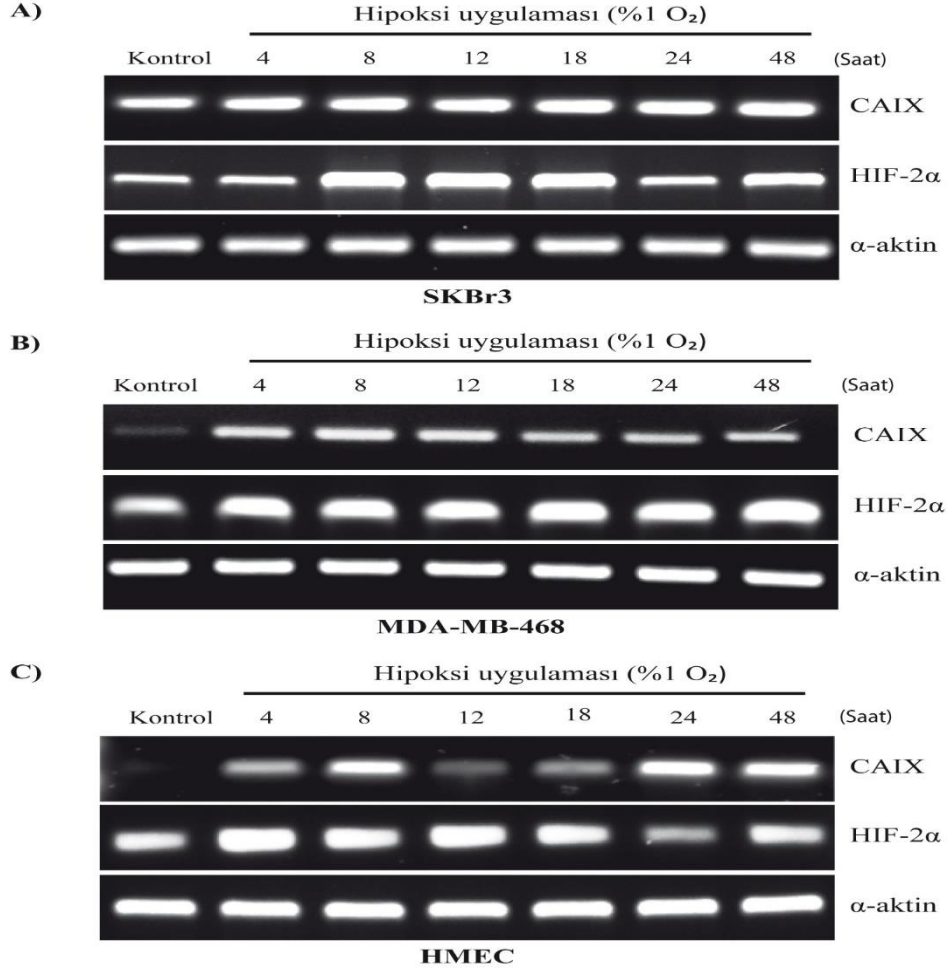 A)
Hipoksi uygulaması (%1 O₂)
Kontrol 4 8 12 18 24 48 (Saat)
CAIX
HIF-2α
α-aktin
SKBr3
B)
Hipoksi uygulaması (%1 O₂)
Kontrol 4 8 12 18 24 48 (Saat)
CAIX
HIF-2α
α-aktin
MDA-MB-468
C)
Hipoksi uygulaması (%1 O₂)
Kontrol 4 8 12 18 24 48 (Saat)
CAIX
HIF-2α
α-aktin
HMEC